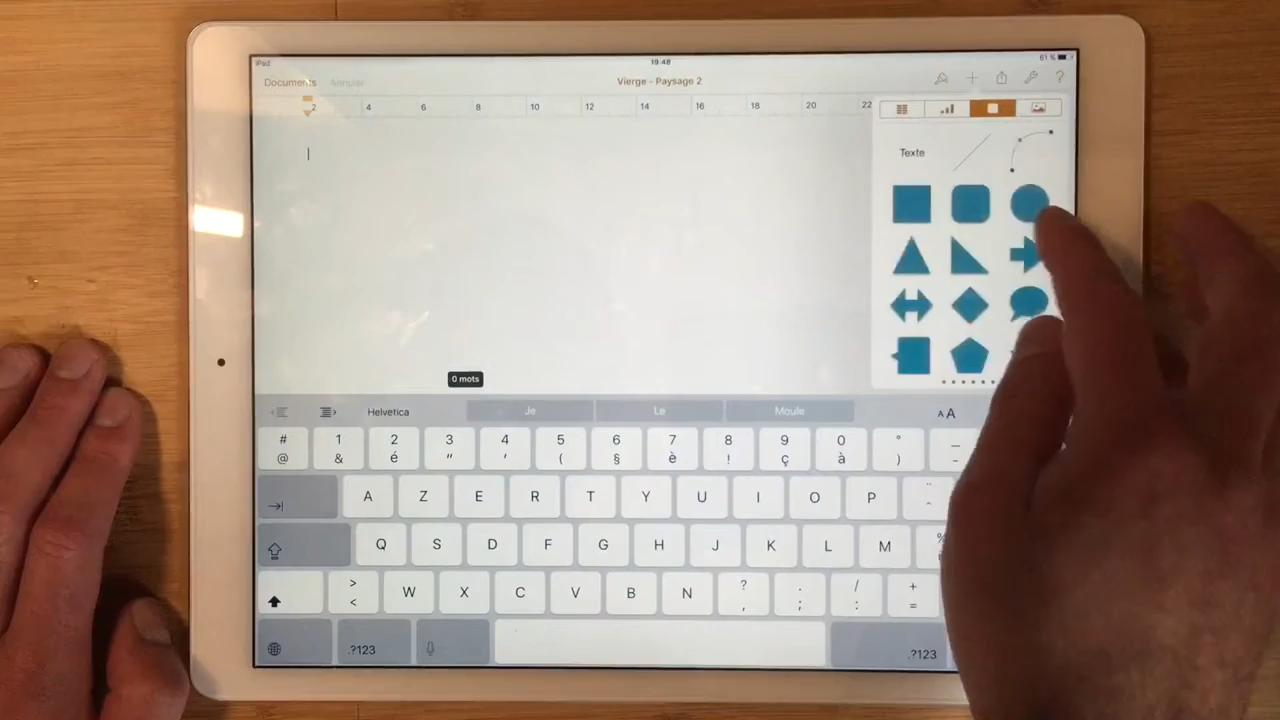 iPad 19:48 61 %
Documents Annuler Vierge - Paysage 2
2 4 6 8 10 12 14 16 18 20 22
Texte
0 mots
Helvetica Je Le Moule AA
# 1 2 3 4 5 6 7 8 9 0 ° _
@ & é " ' ( § è ! ç à ) -
A Z E R T Y U I O P ¨ ^
Q S D F G H J K L M %
> W X C V B N ? . / +
< , ; : =
.?123 .?123